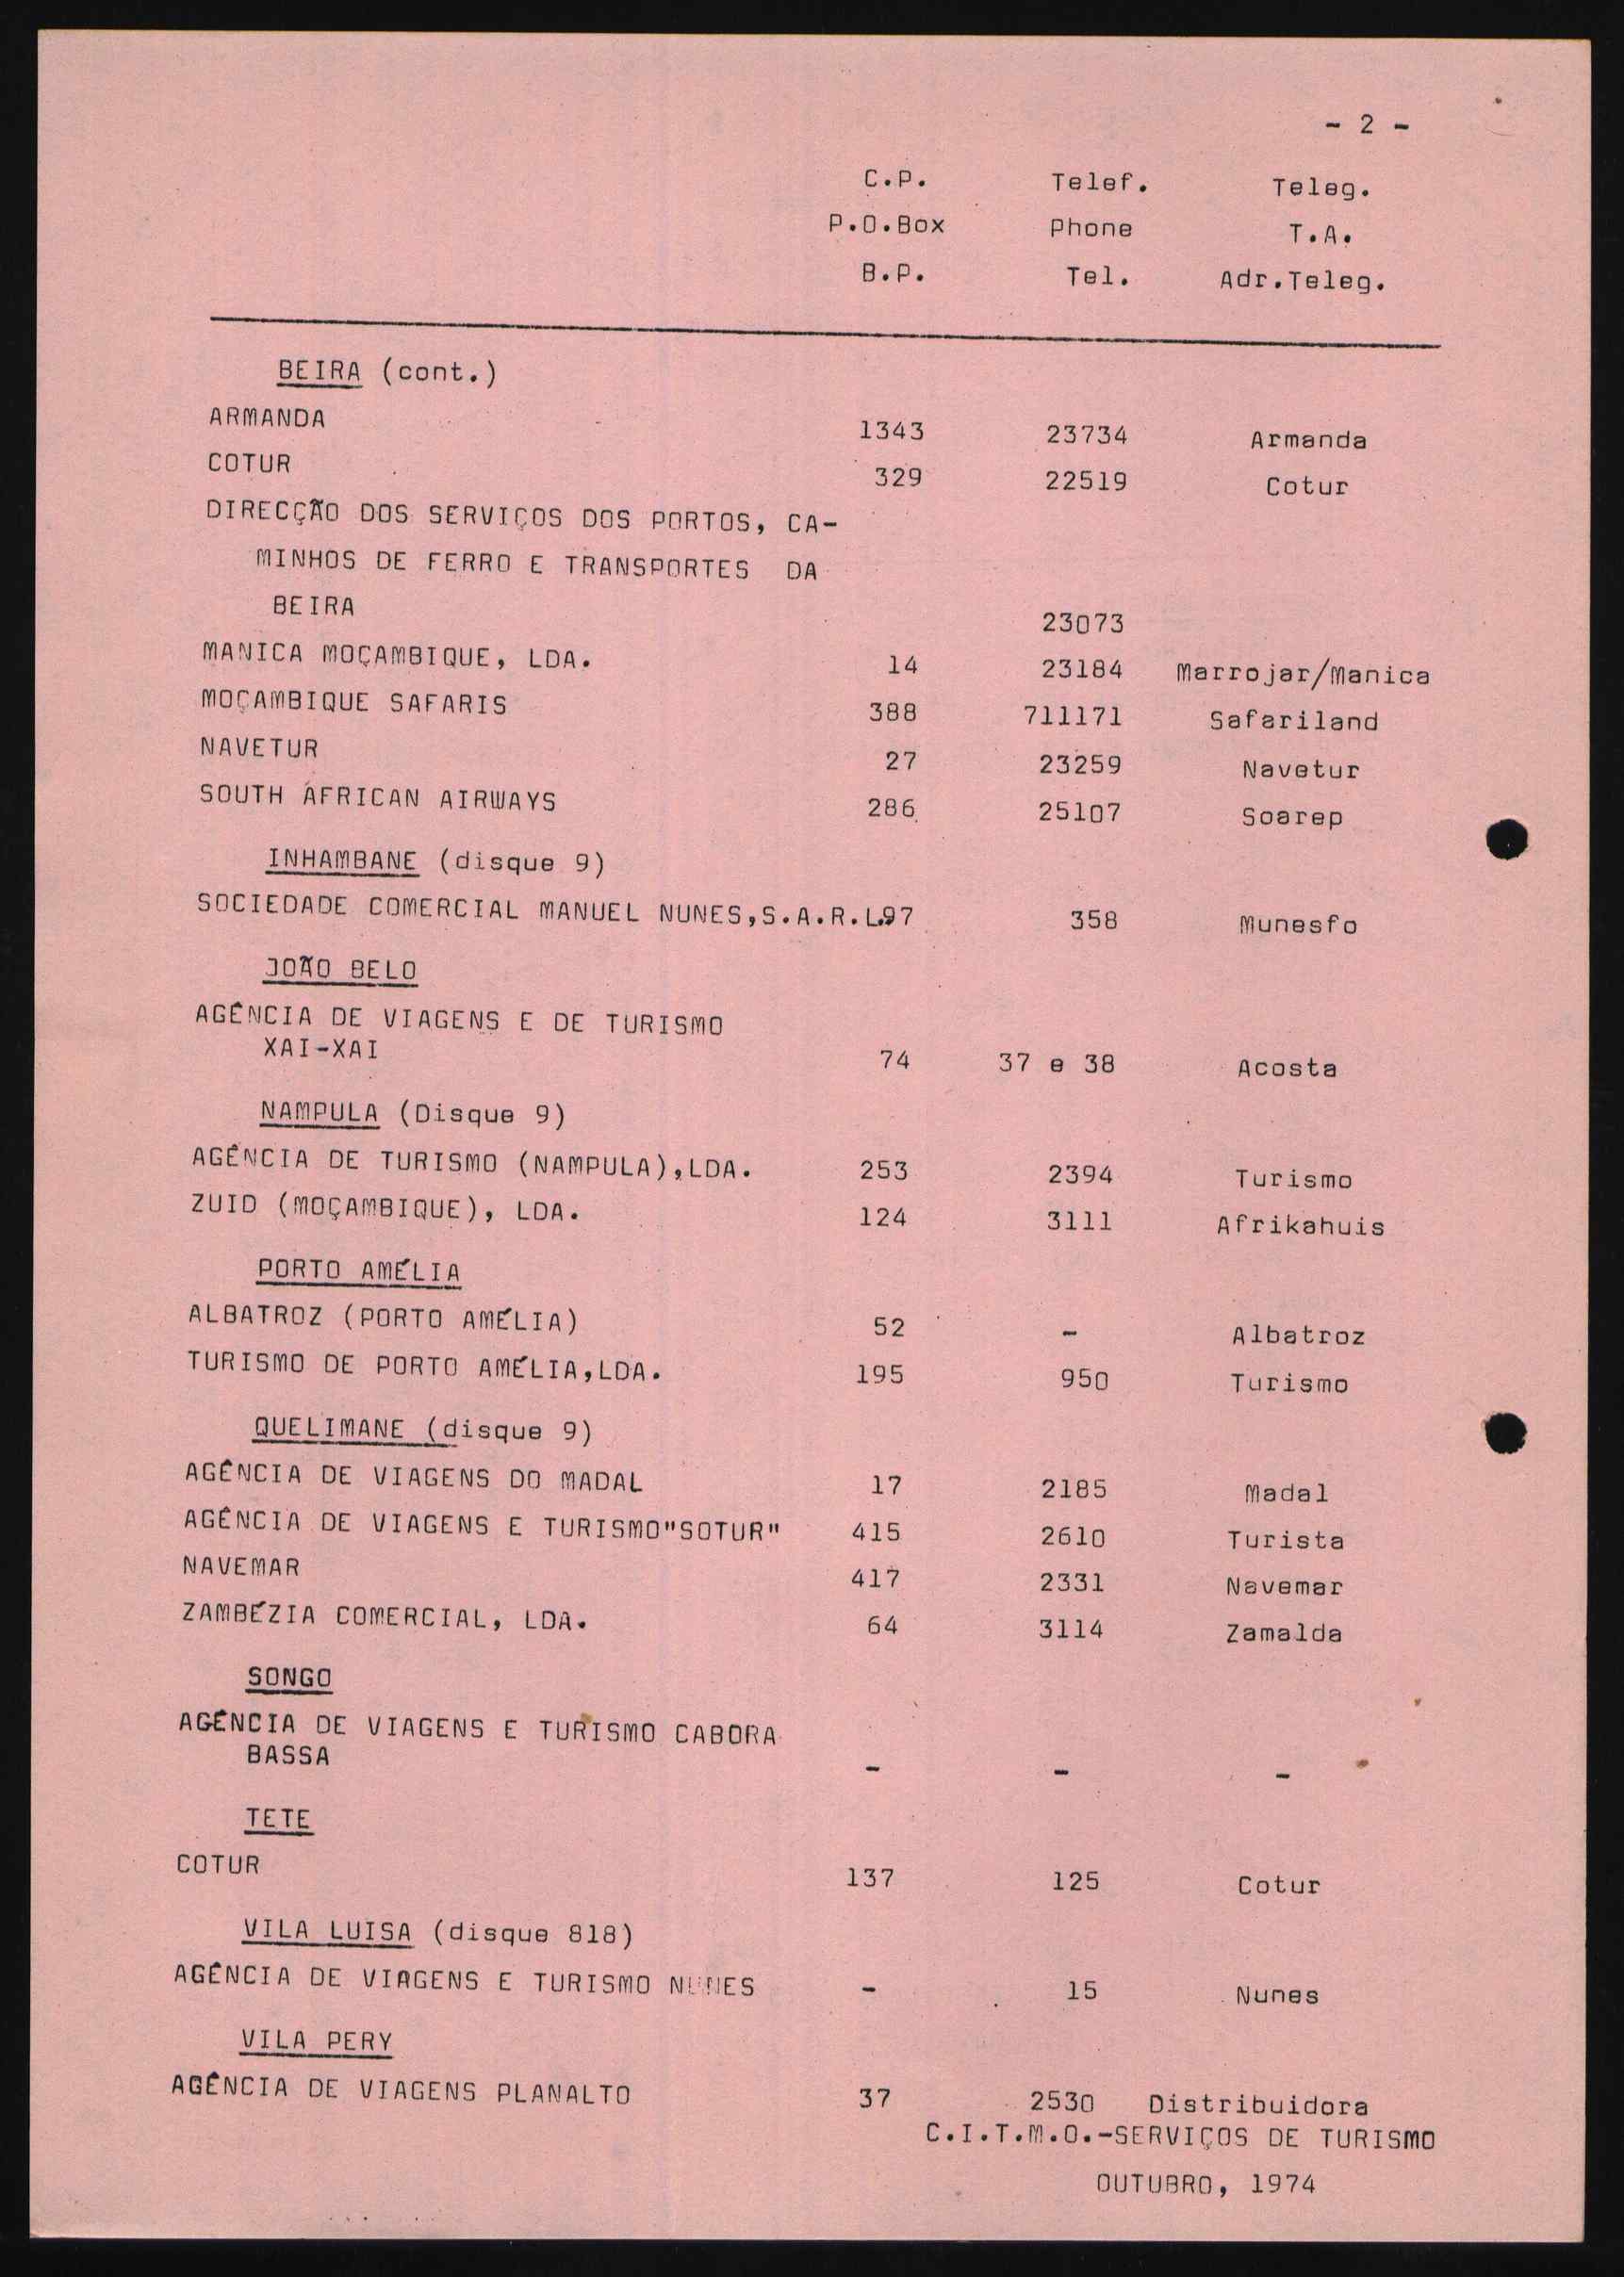 - 2 -
C.P. Telef. Teleg.
P.O.Box Phone T.A.
B.P. Tel. Adr.Teleg.
BEIRA (cont.)
ARMANDA 1343 23734 Armanda
COTUR 329 22519 Cotur
DIRECÇÃO DOS SERVIÇOS DOS PORTOS, CA-
MINHOS DE FERRO E TRANSPORTES DA
BEIRA 23073
MANICA MOÇAMBIQUE, LDA. 14 23184 Marrojar/Manica
MOÇAMBIQUE SAFARIS 388 711171 Safariland
NAVETUR 27 23259 Navetur
SOUTH AFRICAN AIRWAYS 286 25107 Soarep
INHAMBANE (disque 9)
SOCIEDADE COMERCIAL MANUEL NUNES,S.A.R.L.97 358 Munesfo
JOÃO BELO
AGÊNCIA DE VIAGENS E DE TURISMO
XAI-XAI 74 37 e 38 Acosta
NAMPULA (Disque 9)
AGÊNCIA DE TURISMO (NAMPULA),LDA. 253 2394 Turismo
ZUID (MOÇAMBIQUE), LDA. 124 3111 Afrikahuis
PORTO AMÉLIA
ALBATROZ (PORTO AMÉLIA) 52 - Albatroz
TURISMO DE PORTO AMÉLIA,LDA. 195 950 Turismo
QUELIMANE (disque 9)
AGÊNCIA DE VIAGENS DO MADAL 17 2185 Madal
AGÊNCIA DE VIAGENS E TURISMO"SOTUR" 415 2610 Turista
NAVEMAR 417 2331 Navemar
ZAMBÉZIA COMERCIAL, LDA. 64 3114 Zamalda
SONGO
AGÊNCIA DE VIAGENS E TURISMO CABORA
BASSA - - -
TETE
COTUR 137 125 Cotur
VILA LUISA (disque 818)
AGÊNCIA DE VIAGENS E TURISMO NUNES - 15 Nunes
VILA PERY
AGÊNCIA DE VIAGENS PLANALTO 37 2530 Distribuidora
C.I.T.M.O.-SERVIÇOS DE TURISMO
OUTUBRO, 1974